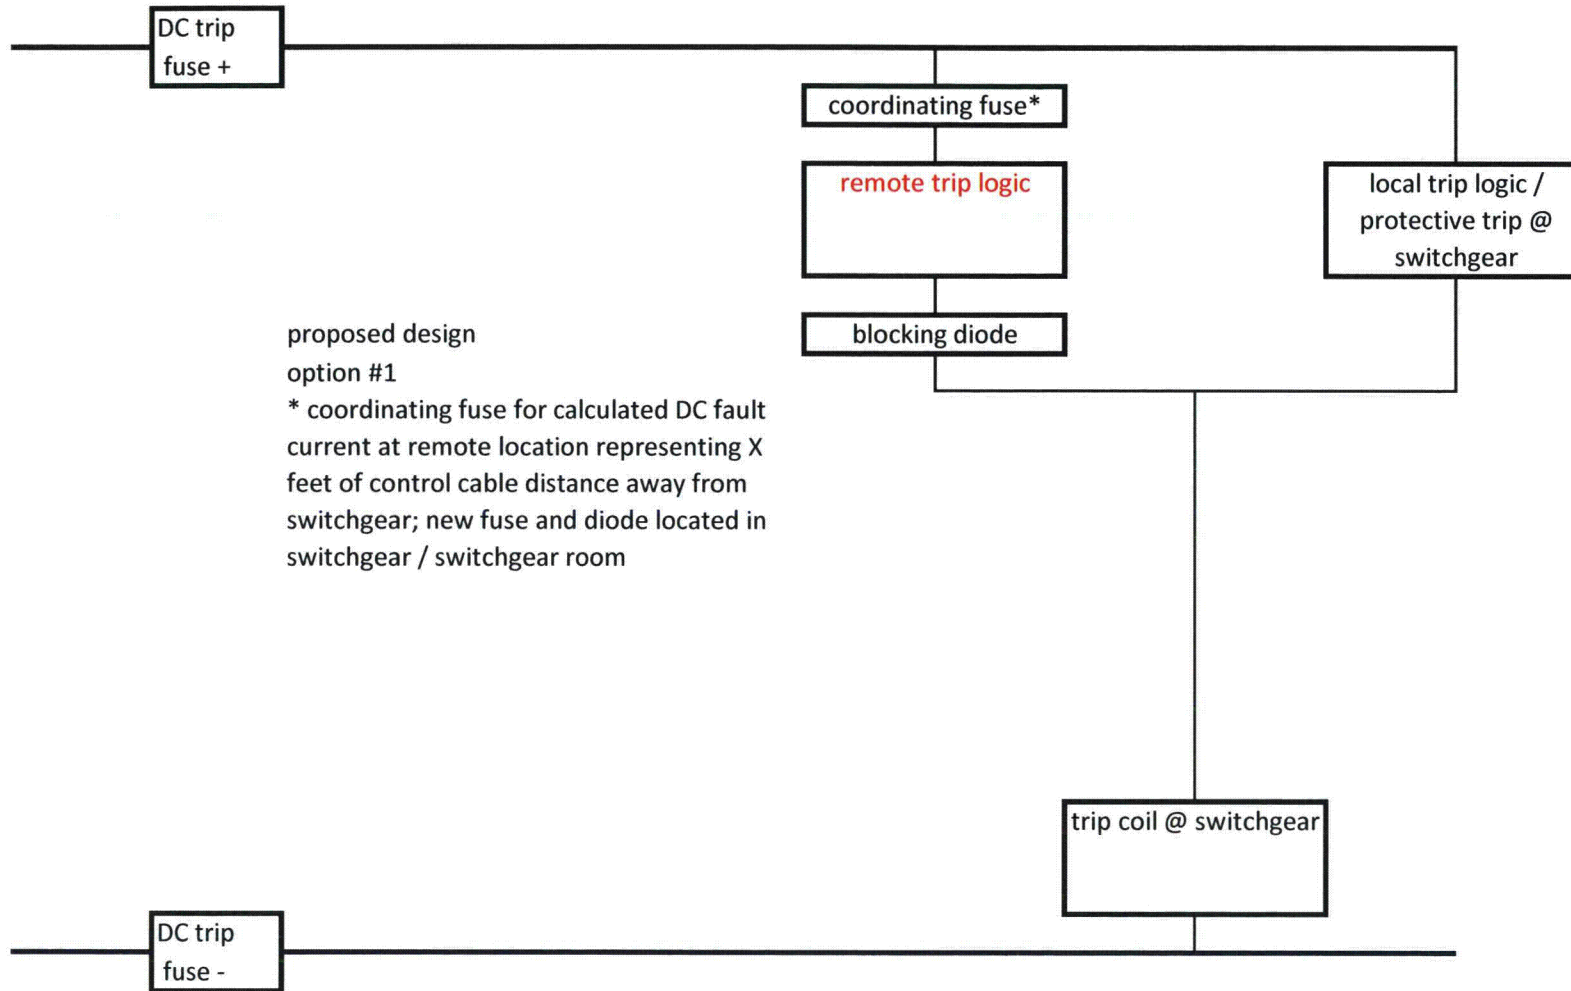 DC trip
fuse +
coordinating fuse*
remote trip logic
local trip logic /
protective trip @
switchgear
blocking diode
proposed design
option #1
* coordinating fuse for calculated DC fault
current at remote location representing X
feet of control cable distance away from
switchgear; new fuse and diode located in
switchgear / switchgear room
trip coil @ switchgear
DC trip
fuse -